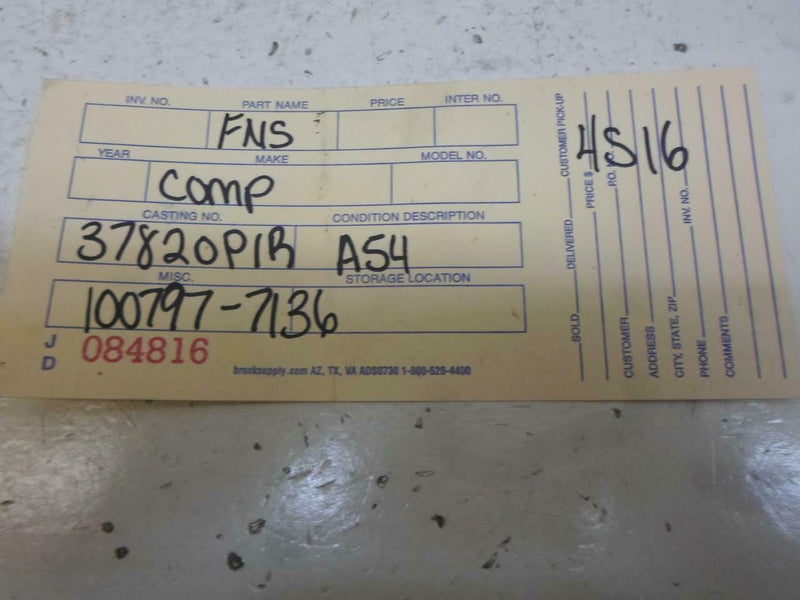 INV. NO. PART NAME PRICE INTER NO.
FNS
YEAR MAKE MODEL NO.
COMP
CASTING NO. CONDITION DESCRIPTION
37820P1R A54
MISC. STORAGE LOCATION
100797-7136
J D 084816
brocksupply.com AZ, TX, VA ADS0730 1-800-528-4400
SOLD DELIVERED CUSTOMER PICK-UP
PRICE $
P.O. NO.
4S16
CUSTOMER
ADDRESS
CITY, STATE, ZIP INV. NO.
PHONE
COMMENTS